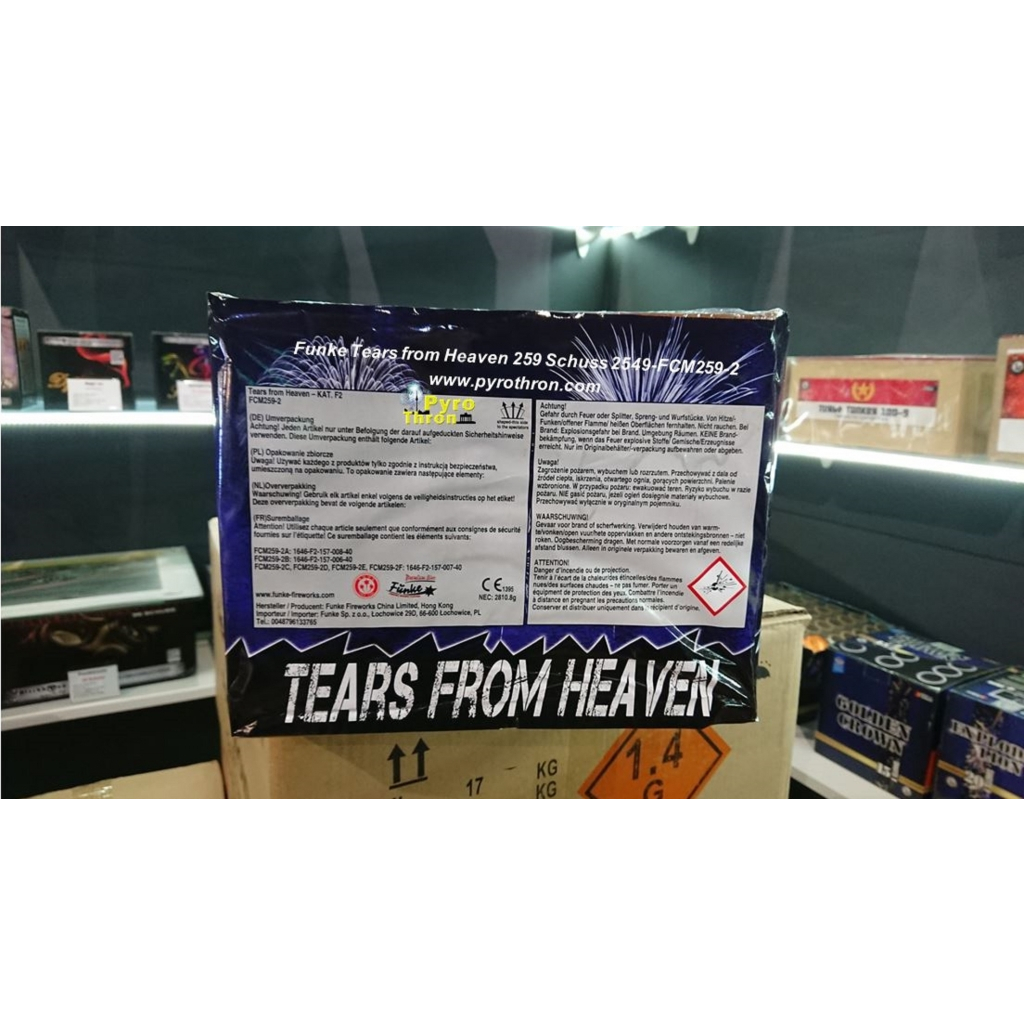 Funke Tears from Heaven 259 Schuss 2549-FCM259-2
www.pyrothron.com
Pyro
Thron
Tears from Heaven – KAT. F2
FCM259-2
(DE) Umverpackung
Achtung! Jeden Artikel nur unter Befolgung der darauf aufgeduckten Sicherheitshinweise
verwenden. Diese Umverpackung enthält folgende Artikel:
(PL) Opakowanie zbiorcze
Uwaga! Używać każdego z produktów tylko zgodnie z instrukcją bezpieczeństwa,
umieszczoną na opakowaniu. To opakowanie zawiera następujące elementy:
(NL)Oververpakking
Waarschuwing! Gebruik elk artikel enkel volgens de veiligheidsinstructies op het etiket!
Deze oververpakking bevat de volgende artikelen:
(FR)Suremballage
Attention! Utilisez chaque article seulement que conformément aux consignes de sécurité
fournies sur l'étiquette! Ce suremballage contient les éléments suivants:
FCM259-2A: 1646-F2-157-008-40
FCM259-2B: 1646-F2-157-006-40
FCM259-2C, FCM259-2D, FCM259-2E, FCM259-2F: 1646-F2-157-007-40
www.funke-fireworks.com
Funke
CE 1395
NEC: 2810.8g
Hersteller / Producent: Funke Fireworks China Limited, Hong Kong
Importeur / Importer: Funke Sp. z o.o., Lochowice 29D, 66-600 Lochowice, PL
Tel.: 0048796133765
Achtung!
Gefahr durch Feuer oder Splitter, Spreng- und Wurfstücke. Von Hitze/
Funken/offener Flamme/ heißen Oberflächen fernhalten. Nicht rauchen. Bei
Brand: Explosionsgefahr bei Brand. Umgebung Räumen. KEINE Brand-
bekämpfung, wenn das Feuer explosive Stoffe/ Gemische/Erzeugnisse
erreicht. Nur im Originalbehälter/-verpackung aufbewahren oder abgeben.
Uwaga!
Zagrożenie pożarem, wybuchem lub rozrzutem. Przechowywać z dala od
źródeł ciepła, iskrzenia, otwartego ognia, gorących powierzchni. Palenie
wzbronione. W przypadku pożaru: ewakuować teren. Ryzyko wybuchu w razie
pożaru. NIE gasić pożaru, jeżeli ogień dosięgnie materiały wybuchowe.
Przechowywać wyłącznie w oryginalnym pojemniku.
WAARSCHUWING!
Gevaar voor brand of scherfwerking. Verwijderd houden van warm-
te/vonken/open vuur/hete oppervlakken en andere ontstekingsbronnen – niet
roken. Oogbescherming dragen. Met normale voorzorgen vanaf een redelijke
afstand blussen. Alleen in originele verpakking bewaren en afgeven.
ATTENTION!
Danger d'incendie ou de projection.
Tenir à l'écart de la chaleur/des étincelles/des flammes
nues/des surfaces chaudes – ne pas fumer. Porter un
équipement de protection des yeux. Combattre l'incendie
à distance en prenant les précautions normales.
Conserver et distribuer uniquement dans récipient d'origine.
TEARS FROM HEAVEN
17 KG
KG
1.4
G
GOLDEN
CROWN